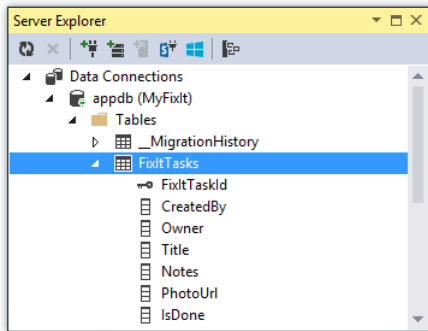 Server Explorer
Data Connections
appdb (MyFixIt)
Tables
__MigrationHistory
FixItTasks
FixItTaskId
CreatedBy
Owner
Title
Notes
PhotoUrl
IsDone